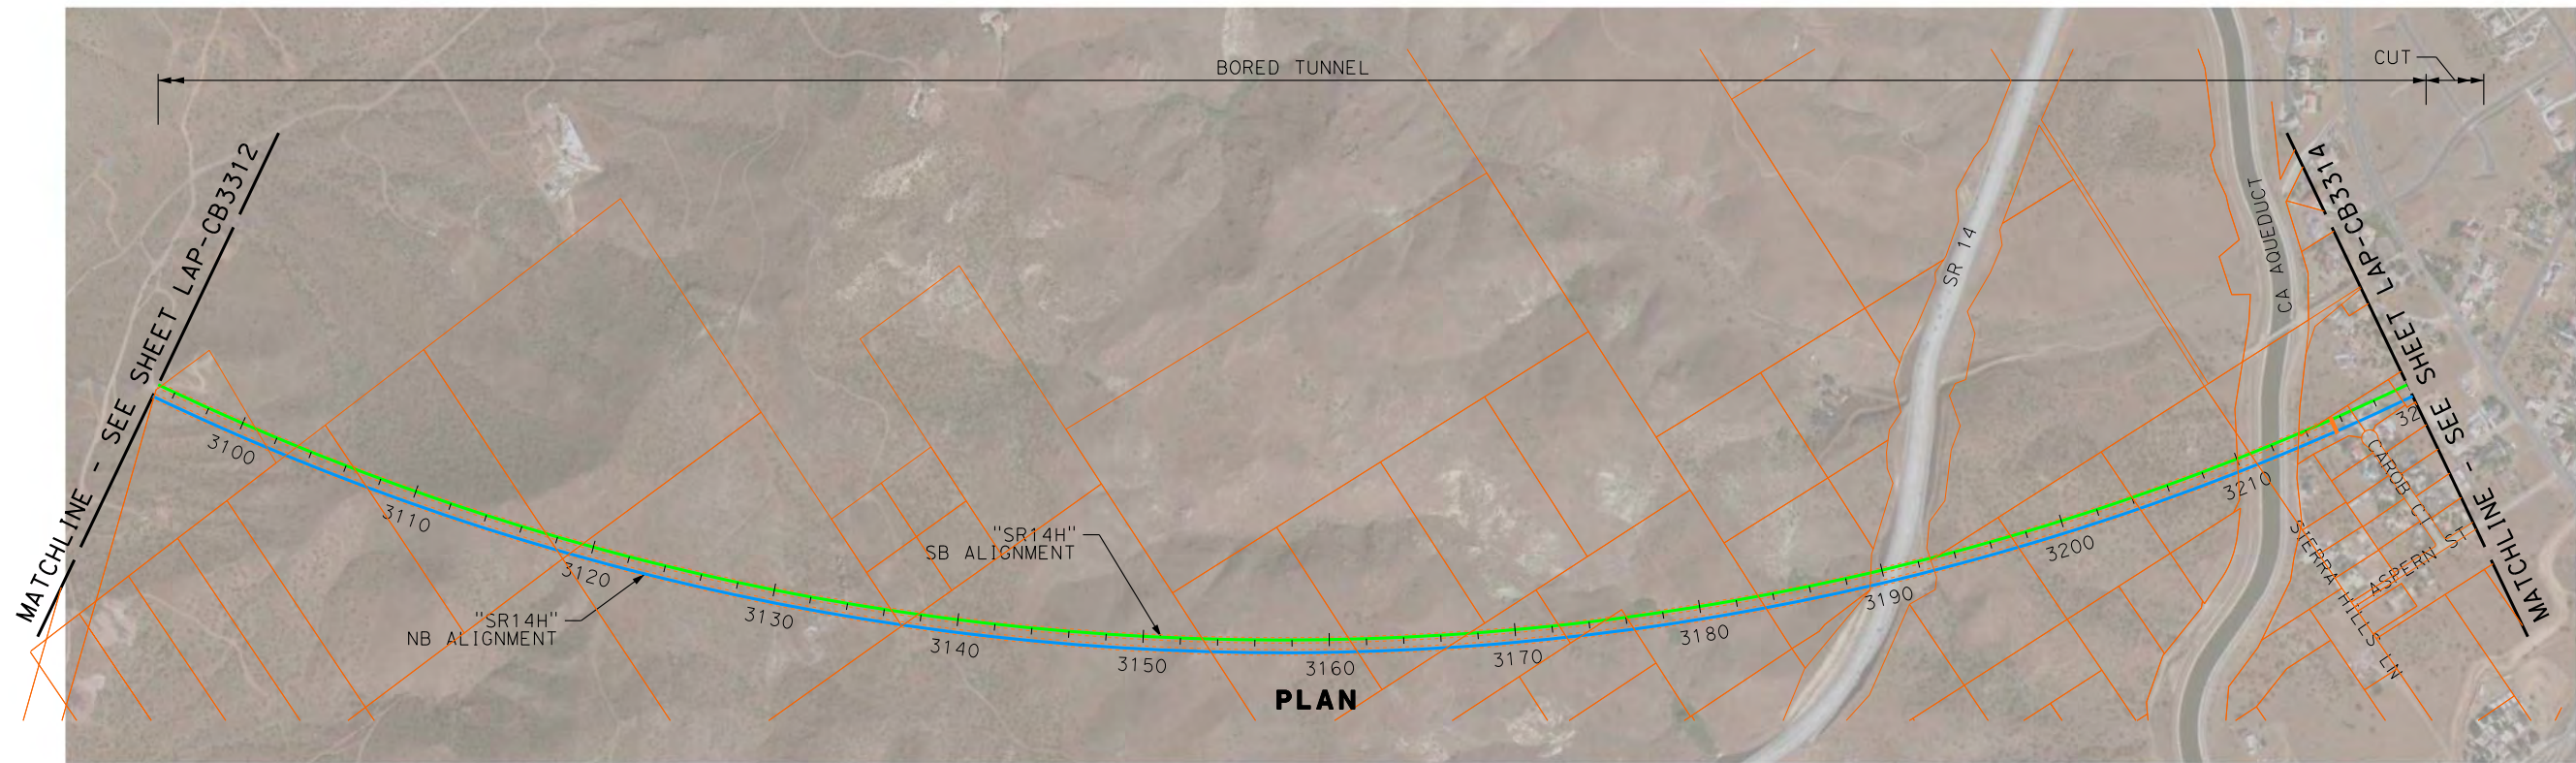 BORED TUNNEL
CUT
MATCHLINE - SEE SHEET LAP-CB3312
MATCHLINE - SEE SHEET LAP-CB3314
SR 14
CA AQUEDUCT
3100
3110
3120
3130
3140
3150
3160
3170
3180
3190
3200
3210
32
"SR14H"
SB ALIGNMENT
"SR14H"
NB ALIGNMENT
CAROB CT
ASPERN ST
SIERRA HILLS LN
PLAN